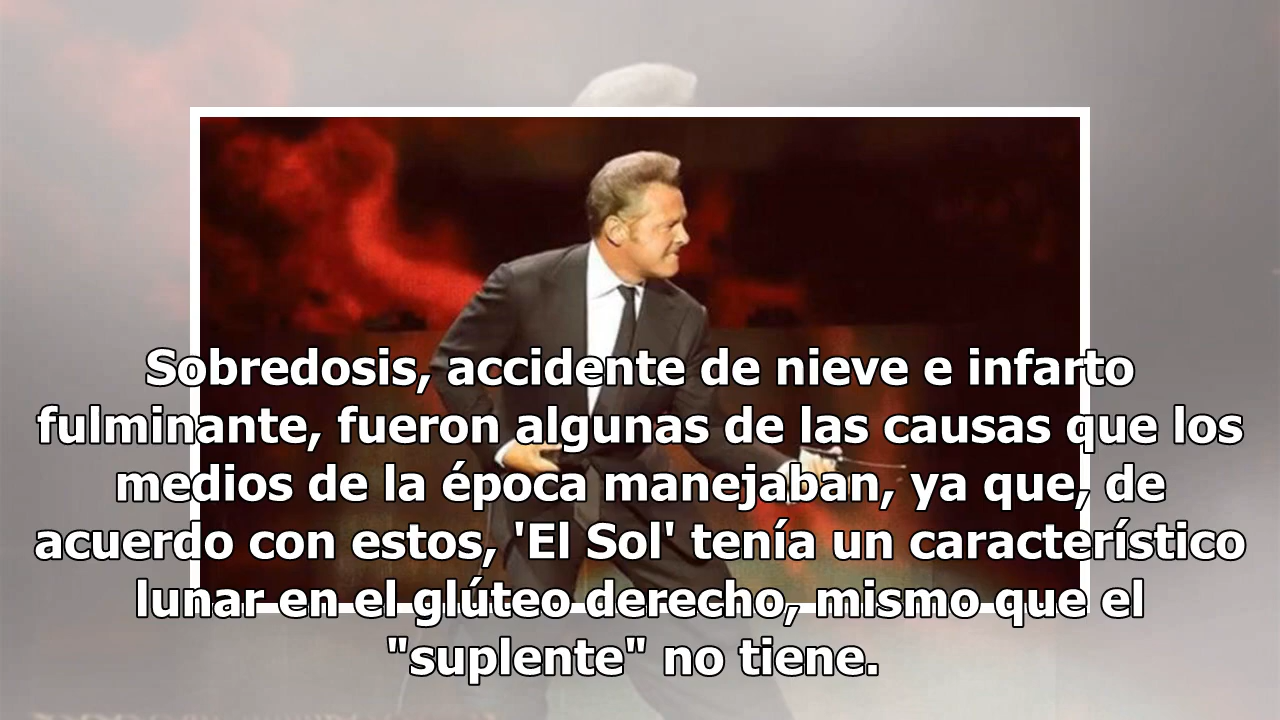 Sobredosis, accidente de nieve e infarto
fulminante, fueron algunas de las causas que los
medios de la época manejaban, ya que, de
acuerdo con estos, 'El Sol' tenía un característico
lunar en el glúteo derecho, mismo que el
"suplente" no tiene.